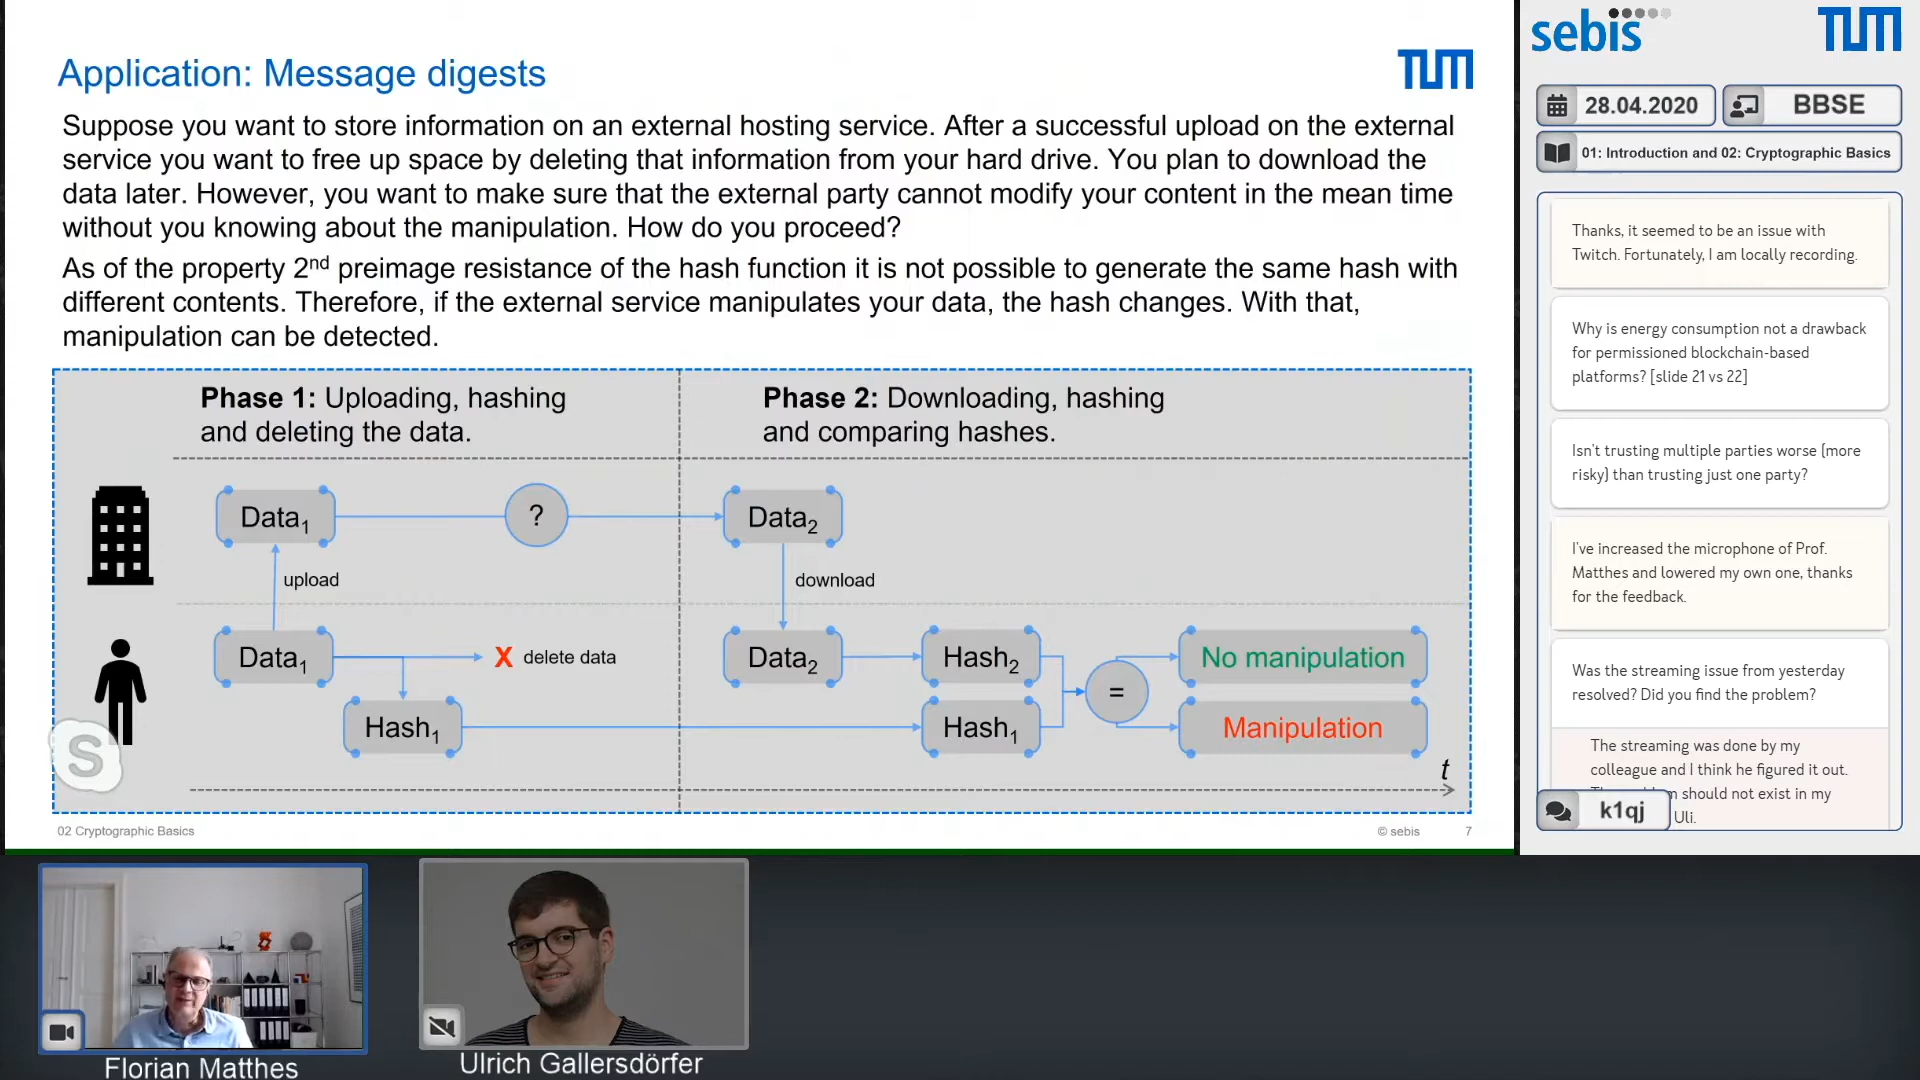 Application: Message digests
TUM
Suppose you want to store information on an external hosting service. After a successful upload on the external
service you want to free up space by deleting that information from your hard drive. You plan to download the
data later. However, you want to make sure that the external party cannot modify your content in the mean time
without you knowing about the manipulation. How do you proceed?
As of the property 2nd preimage resistance of the hash function it is not possible to generate the same hash with
different contents. Therefore, if the external service manipulates your data, the hash changes. With that,
manipulation can be detected.
Phase 1: Uploading, hashing
and deleting the data.
Phase 2: Downloading, hashing
and comparing hashes.
Data1
?
Data2
upload
download
Data1
X delete data
Data2
Hash2
=
No manipulation
Hash1
Hash1
Manipulation
S
t
02 Cryptographic Basics
© sebis
7
sebis
TUM
28.04.2020
BBSE
01: Introduction and 02: Cryptographic Basics
Thanks, it seemed to be an issue with
Twitch. Fortunately, I am locally recording.
Why is energy consumption not a drawback
for permissioned blockchain-based
platforms? [slide 21 vs 22]
Isn't trusting multiple parties worse (more
risky) than trusting just one party?
I've increased the microphone of Prof.
Matthes and lowered my own one, thanks
for the feedback.
Was the streaming issue from yesterday
resolved? Did you find the problem?
The streaming was done by my
colleague and I think he figured it out.
should not exist in my
Uli.
k1qj
Florian Matthes
Ulrich Gallersdörfer